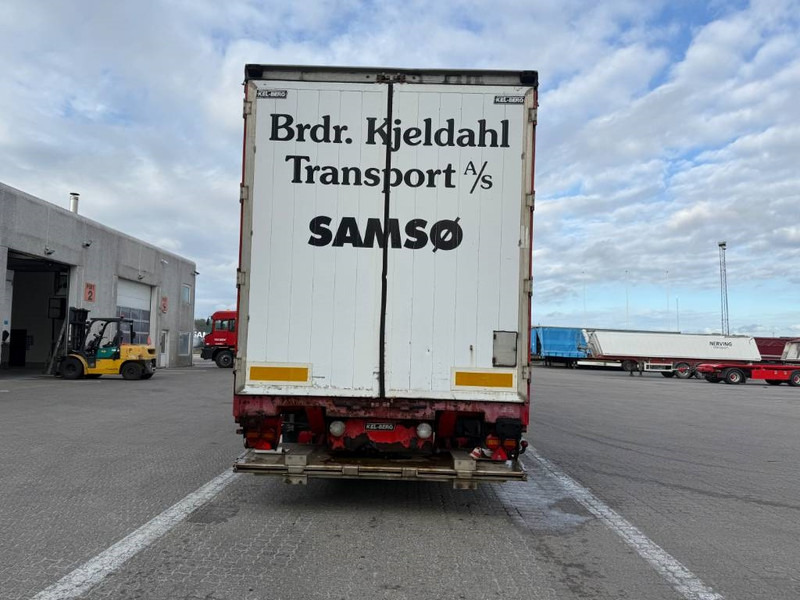 KEL-BERG
KEL-BERG
Brdr. Kjeldahl
Transport A/S
SAMSØ
2
NERVING
KEL-BERG